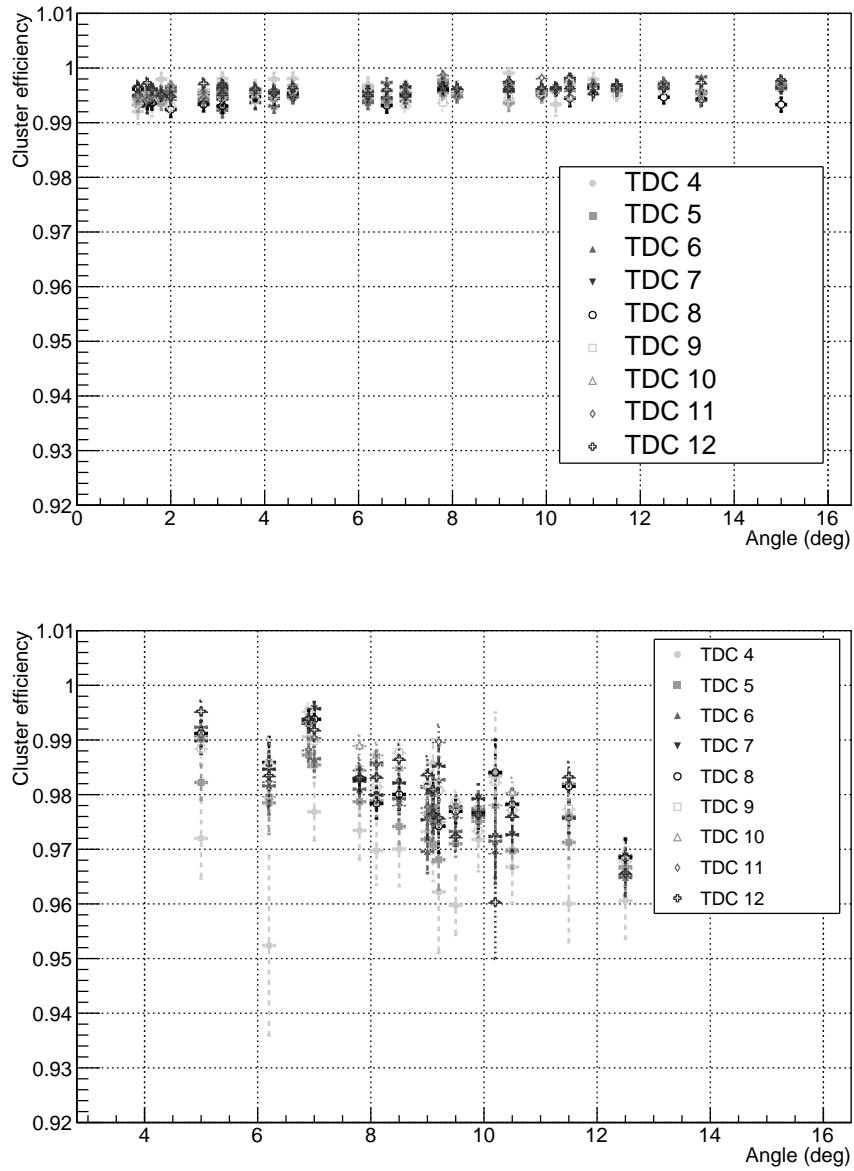 Cluster efficiency
1.01
1
0.99
0.98
0.97
0.96
0.95
0.94
0.93
0.92
TDC 4
TDC 5
TDC 6
TDC 7
TDC 8
TDC 9
TDC 10
TDC 11
TDC 12
0 2 4 6 8 10 12 14 16
Angle (deg)
Cluster efficiency
1.01
1
0.99
0.98
0.97
0.96
0.95
0.94
0.93
0.92
TDC 4
TDC 5
TDC 6
TDC 7
TDC 8
TDC 9
TDC 10
TDC 11
TDC 12
4 6 8 10 12 14 16
Angle (deg)